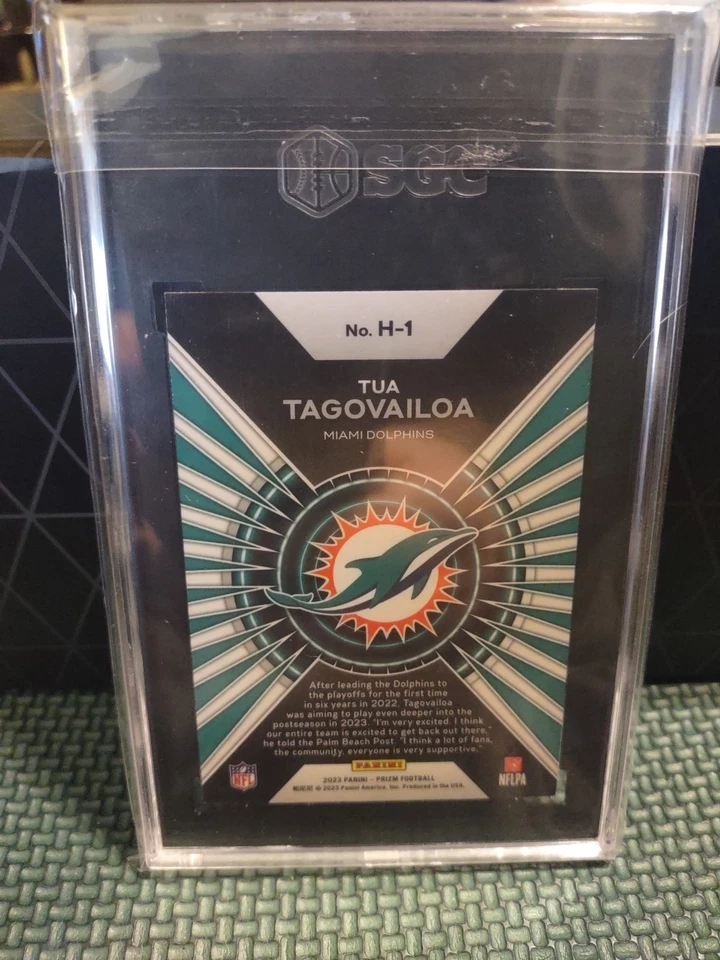 SGC
No. H-1
TUA
TAGOVAILOA
MIAMI DOLPHINS
After leading the Dolphins to
the playoffs for the first time
in six years in 2022, Tagovailoa
was aiming to play even deeper into the
postseason in 2023. "I'm very excited. I think
our entire team is excited to get back out there,"
he told the Palm Beach Post. "I think a lot of fans,
the community, everyone is very supportive."
PANINI
2023 PANINI – PRIZM FOOTBALL
© 2023 Panini America, Inc. Produced in the USA.
NFL
NFLPA